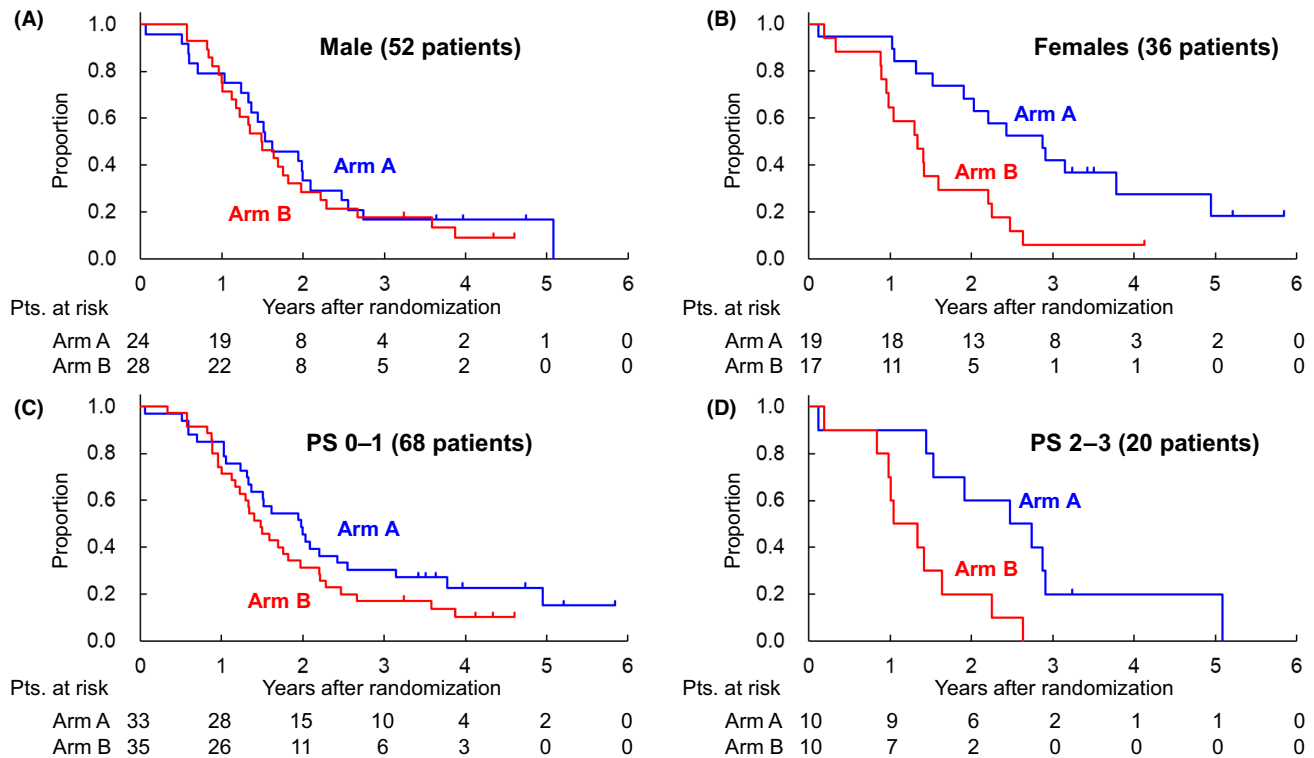 (A)
Male (52 patients)
Proportion
1.0
0.8
0.6
0.4
0.2
0.0
Arm A
Arm B
0 1 2 3 4 5 6
Pts. at risk
Years after randomization
Arm A 24 19 8 4 2 1 0
Arm B 28 22 8 5 2 0 0
(B)
Females (36 patients)
Proportion
1.0
0.8
0.6
0.4
0.2
0.0
Arm A
Arm B
0 1 2 3 4 5 6
Pts. at risk
Years after randomization
Arm A 19 18 13 8 3 2 0
Arm B 17 11 5 1 1 0 0
(C)
PS 0–1 (68 patients)
Proportion
1.0
0.8
0.6
0.4
0.2
0.0
Arm A
Arm B
0 1 2 3 4 5 6
Pts. at risk
Years after randomization
Arm A 33 28 15 10 4 2 0
Arm B 35 26 11 6 3 0 0
(D)
PS 2–3 (20 patients)
Proportion
1.0
0.8
0.6
0.4
0.2
0.0
Arm A
Arm B
0 1 2 3 4 5 6
Pts. at risk
Years after randomization
Arm A 10 9 6 2 1 1 0
Arm B 10 7 2 0 0 0 0